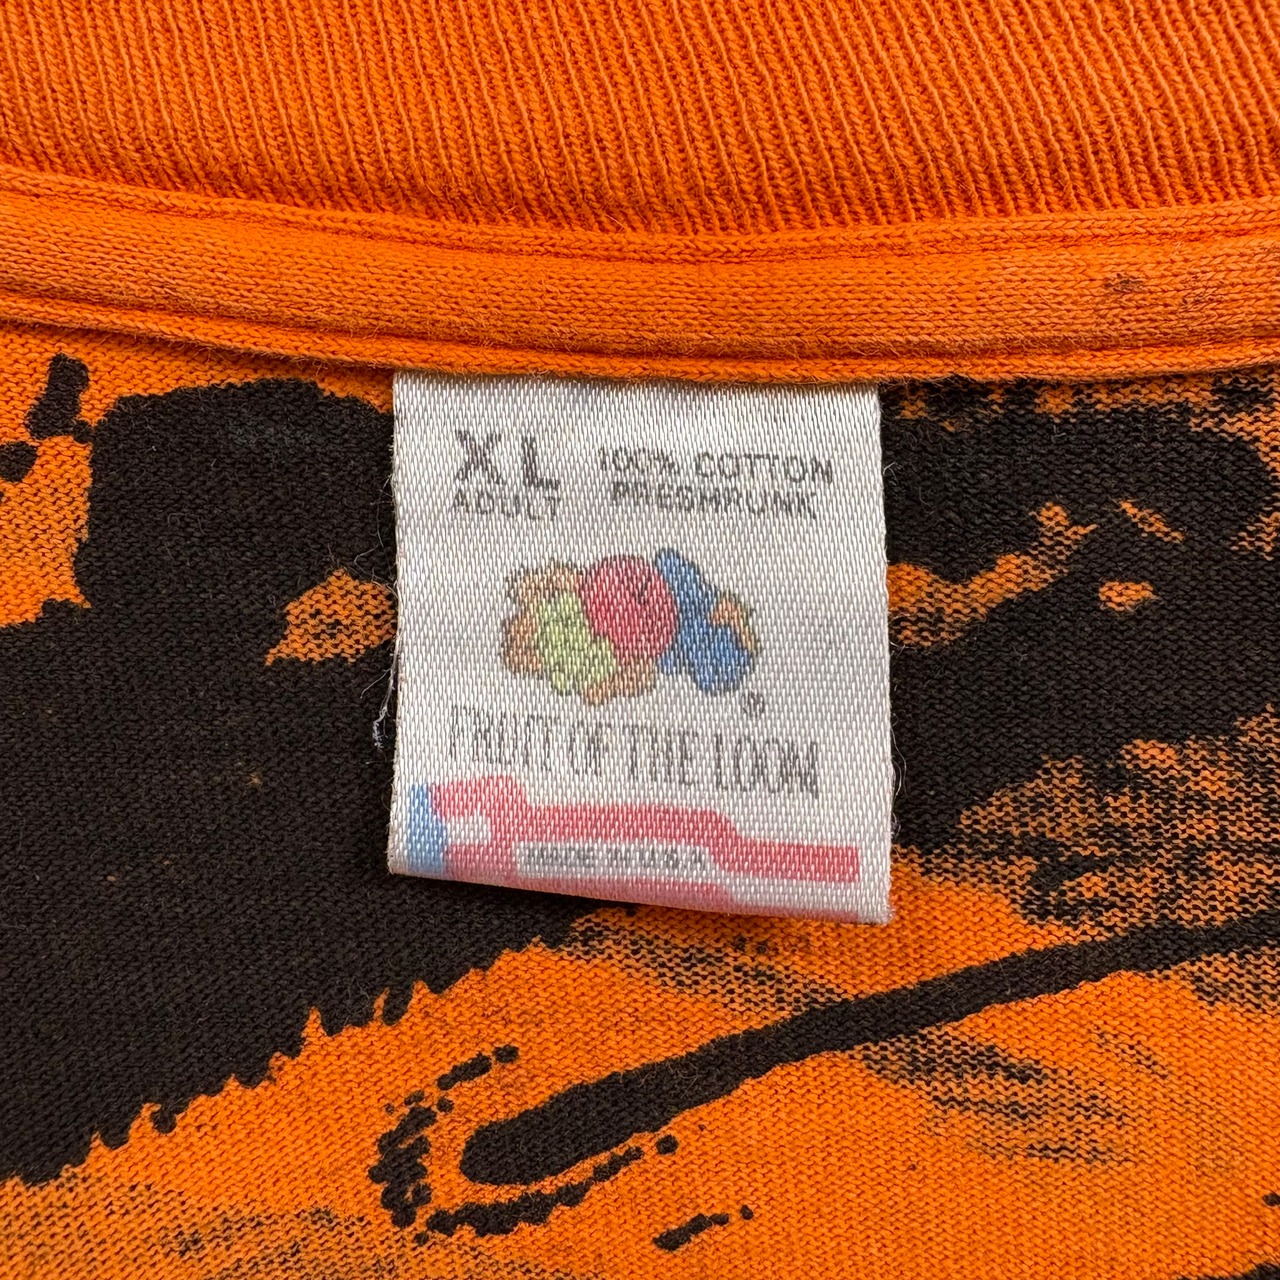 XL 100% COTTON
ADULT PRESHRUNK
®
FRUIT OF THE LOOM
MADE IN U.S.A.